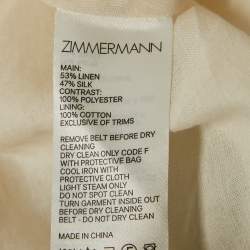 ZIMMERMANN
MAIN:
53% LINEN
47% SILK
CONTRAST:
100% POLYESTER
LINING:
100% COTTON
EXCLUSIVE OF TRIMS
REMOVE BELT BEFORE DRY
CLEANING
DRY CLEAN ONLY CODE F
WITH PROTECTIVE BAG
COOL IRON WITH
PROTECTIVE CLOTH
LIGHT STEAM ONLY
DO NOT SPOT CLEAN
TURN GARMENT INSIDE OUT
BEFORE DRY CLEANING
BELT - DO NOT DRY CLEAN
MADE IN CHINA